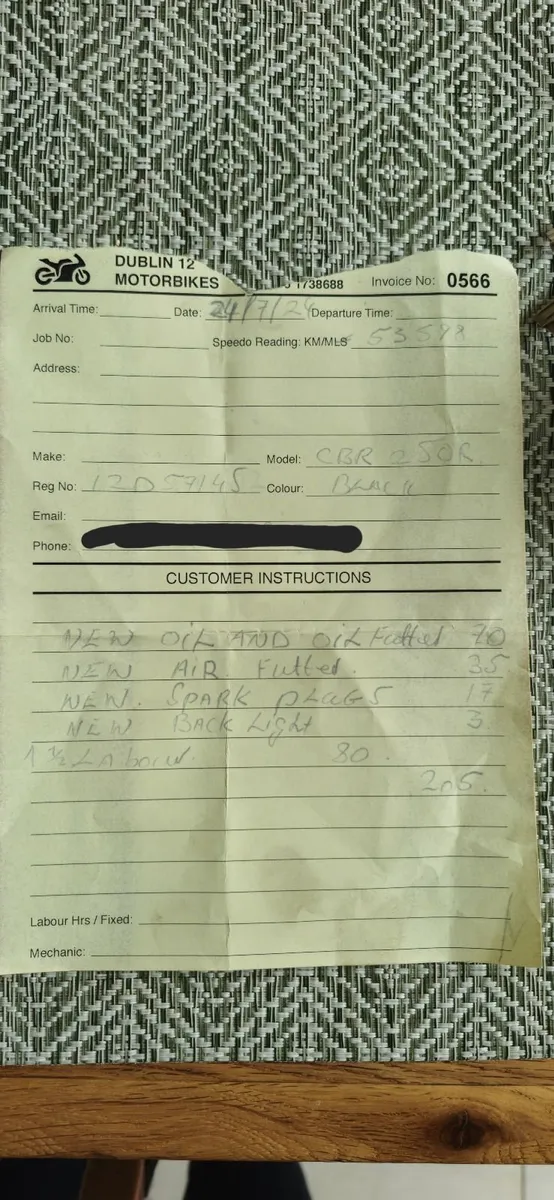 DUBLIN 12
MOTORBIKES 1738688 Invoice No: 0566
Arrival Time: Date: 24/7/24 Departure Time:
Job No: Speedo Reading: KM/MLS 53598
Address:
Make: Model: CBR 250R
Reg No: 12D59145 Colour: BLACK
Email:
Phone:
CUSTOMER INSTRUCTIONS
NEW OIL AND OIL 70
NEW AIR 35
NEW. SPARK PLUGS 17
NEW BACK Light 3
1 ½ Labour. 80.
205.
Labour Hrs / Fixed:
Mechanic: